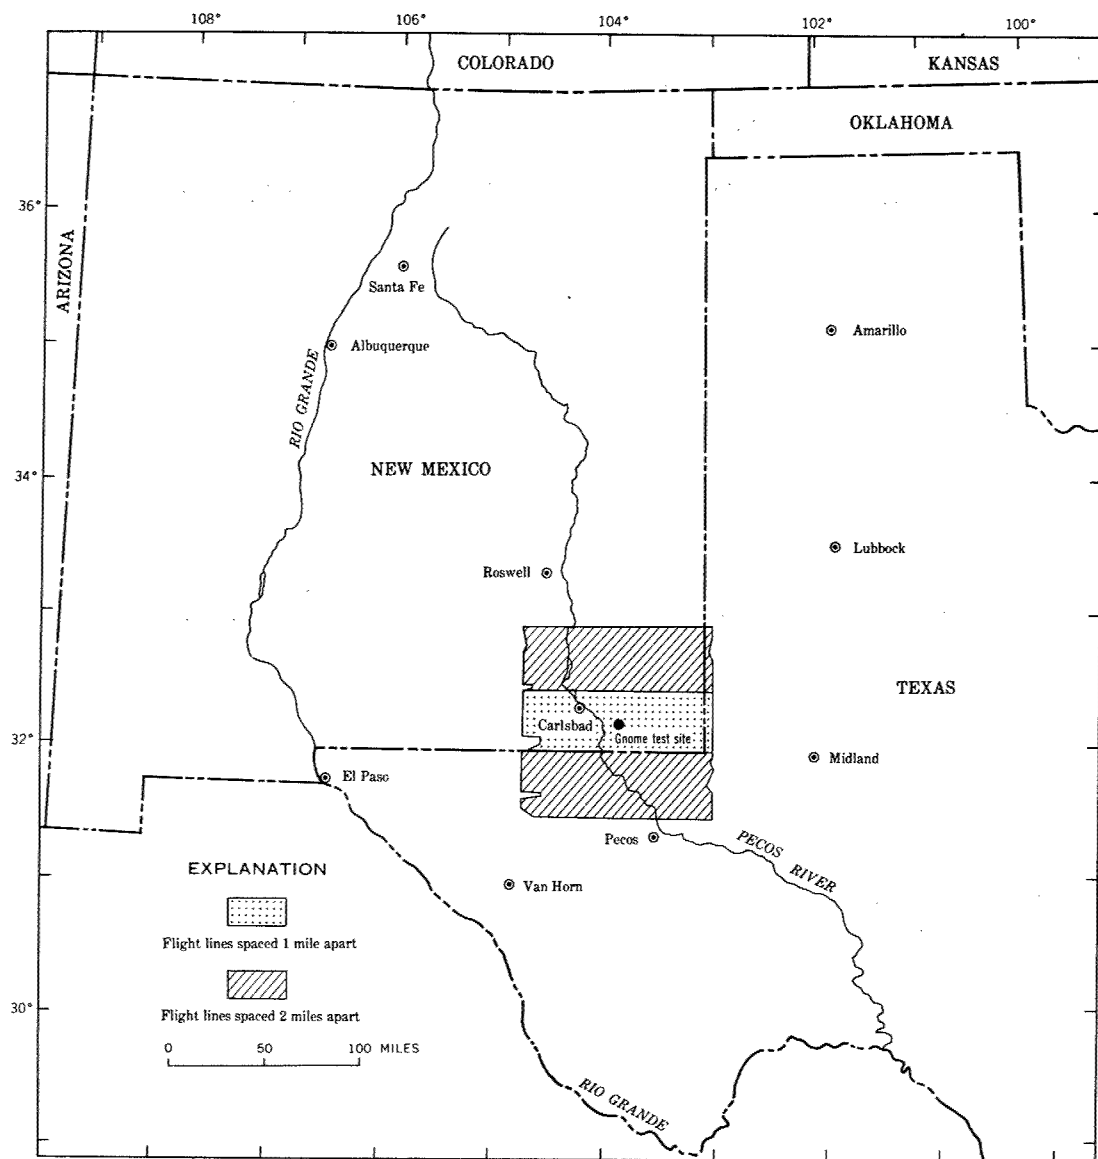 108° 106° 104° 102° 100°
COLORADO KANSAS
OKLAHOMA
36°
ARIZONA
Santa Fe
Amarillo
Albuquerque
RIO GRANDE
34°
NEW MEXICO
Lubbock
Roswell
TEXAS
Carlsbad
Gnome test site
32°
Midland
El Paso
Pecos
PECOS RIVER
Van Horn
EXPLANATION
Flight lines spaced 1 mile apart
30°
Flight lines spaced 2 miles apart
0 50 100 MILES
RIO GRANDE